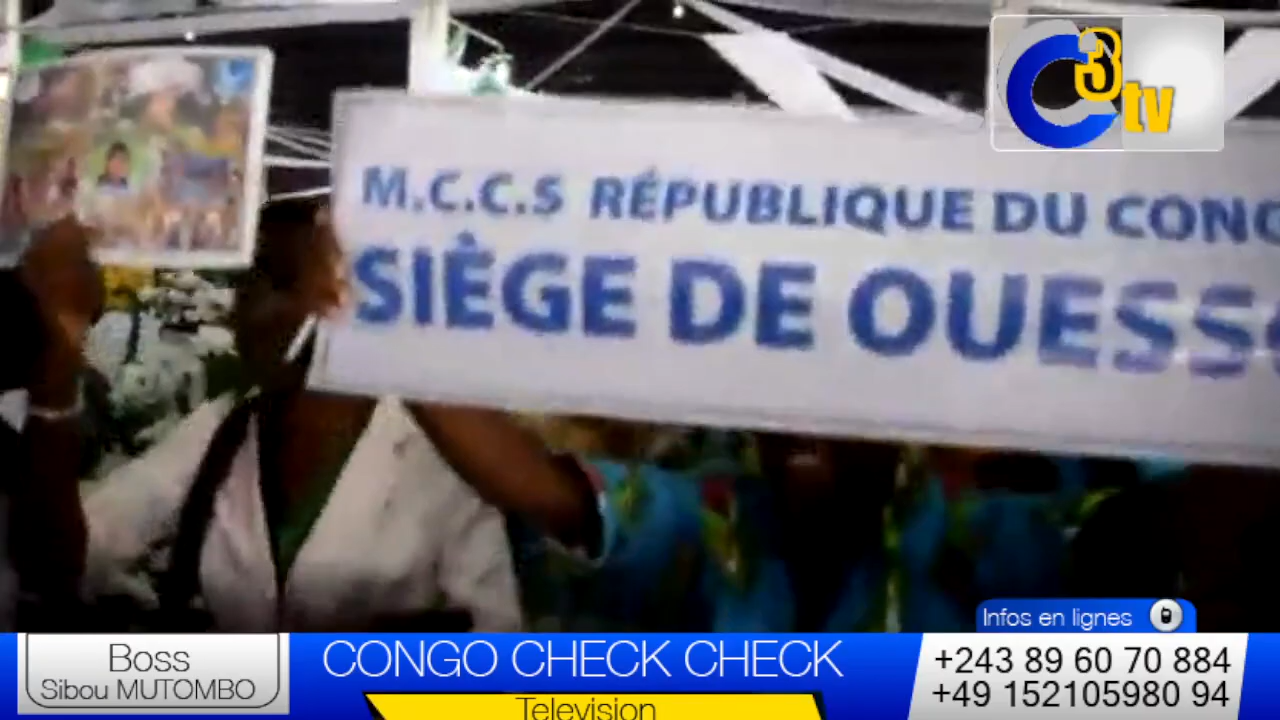 C3tv
M.C.C.S RÉPUBLIQUE DU CONG
SIÈGE DE OUESS
Infos en lignes
Boss
Sibou MUTOMBO
CONGO CHECK CHECK
Television
+243 89 60 70 884
+49 152105980 94